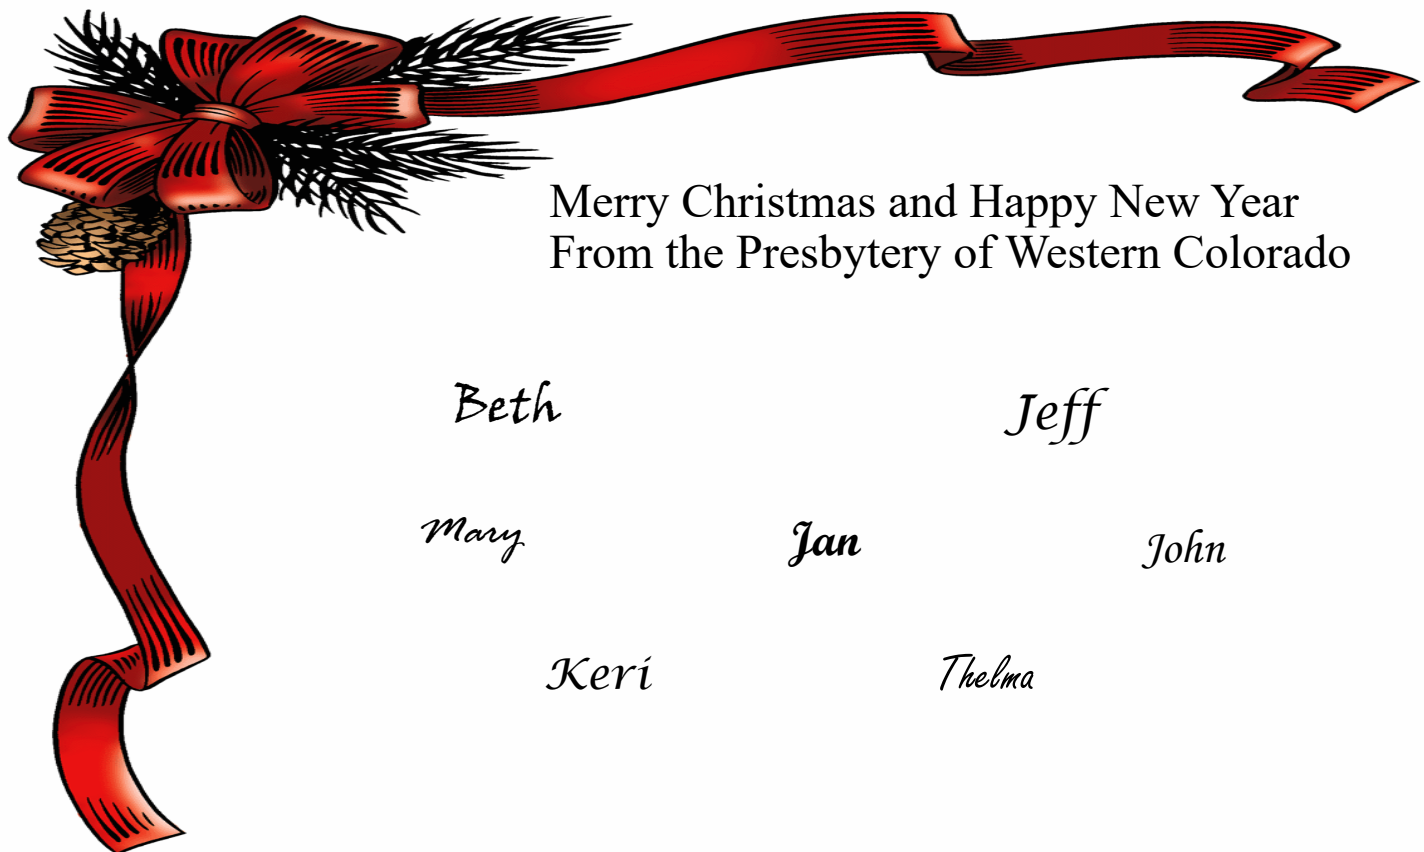 Merry Christmas and Happy New Year
From the Presbytery of Western Colorado
Beth Jeff
Mary Jan John
Keri Thelma